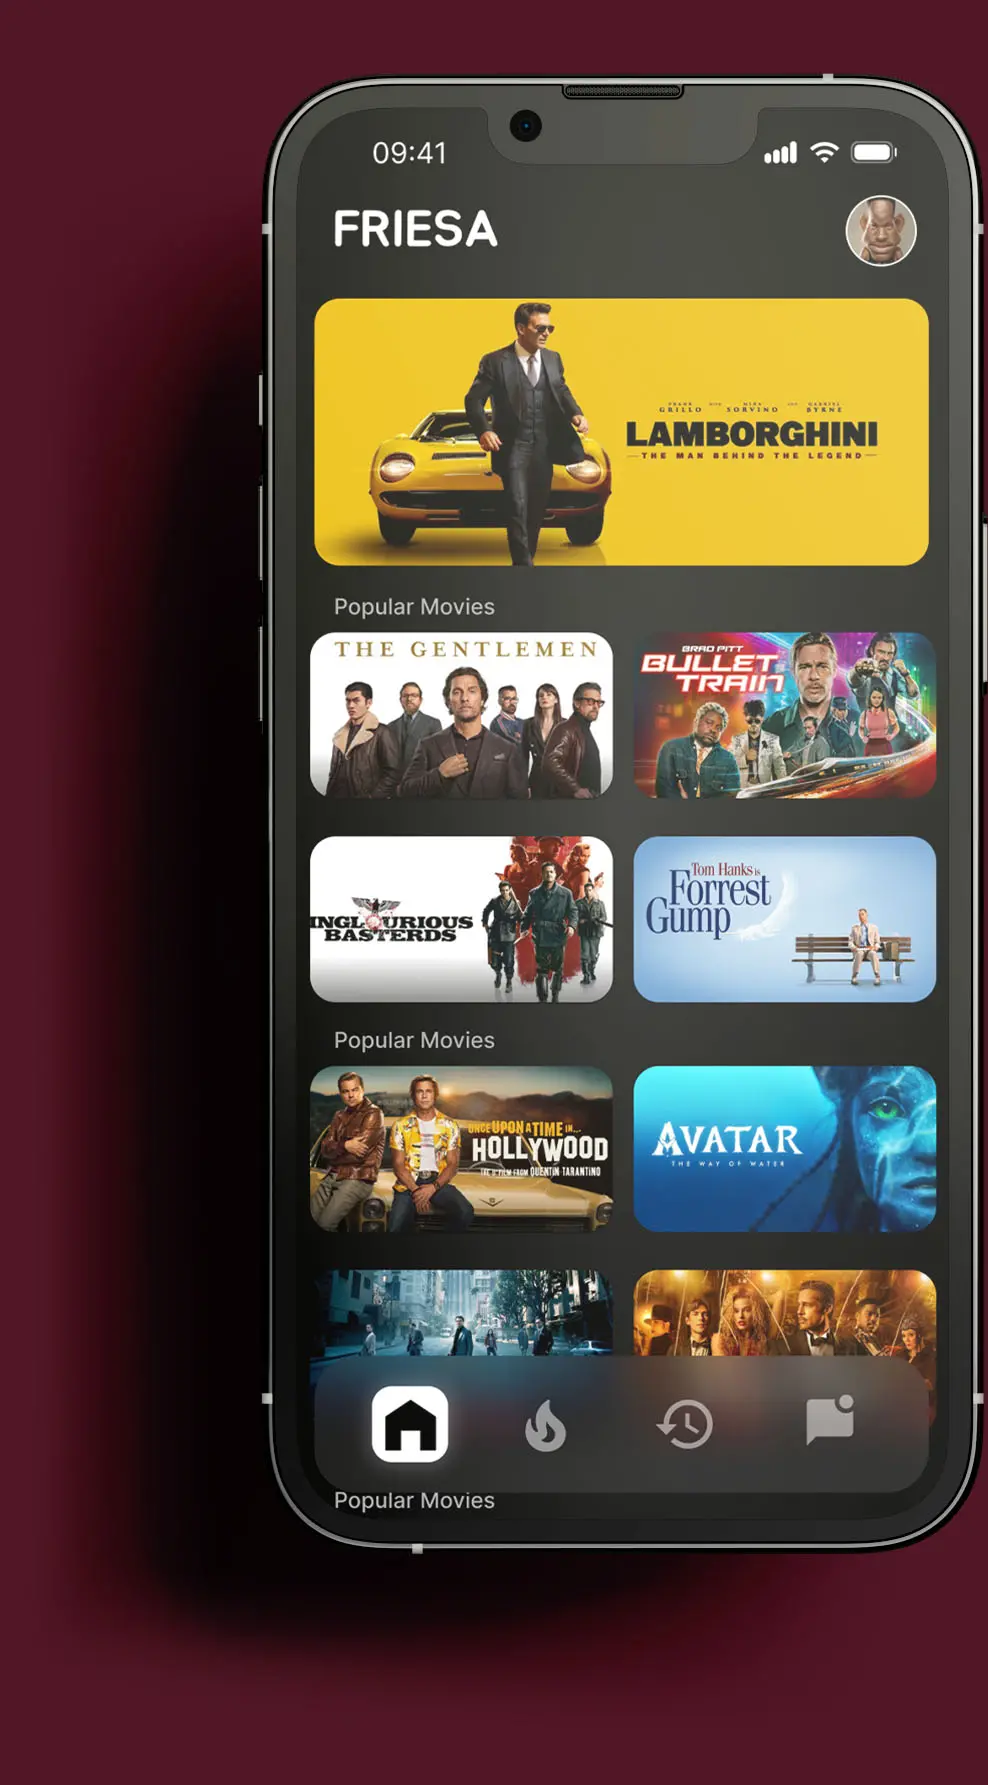 09:41
FRIESA
FRANK WITH MIRA AND GABRIEL
GRILLO SORVINO BYRNE
LAMBORGHINI
THE MAN BEHIND THE LEGEND
Popular Movies
THE GENTLEMEN
BRAD PITT
BULLET
TRAIN
INGLOURIOUS
BASTERDS
Tom Hanks is
Forrest
Gump
Popular Movies
ONCE UPON A TIME IN...
HOLLYWOOD
THE 9TH FILM FROM QUENTIN TARANTINO
AVATAR
THE WAY OF WATER
Popular Movies